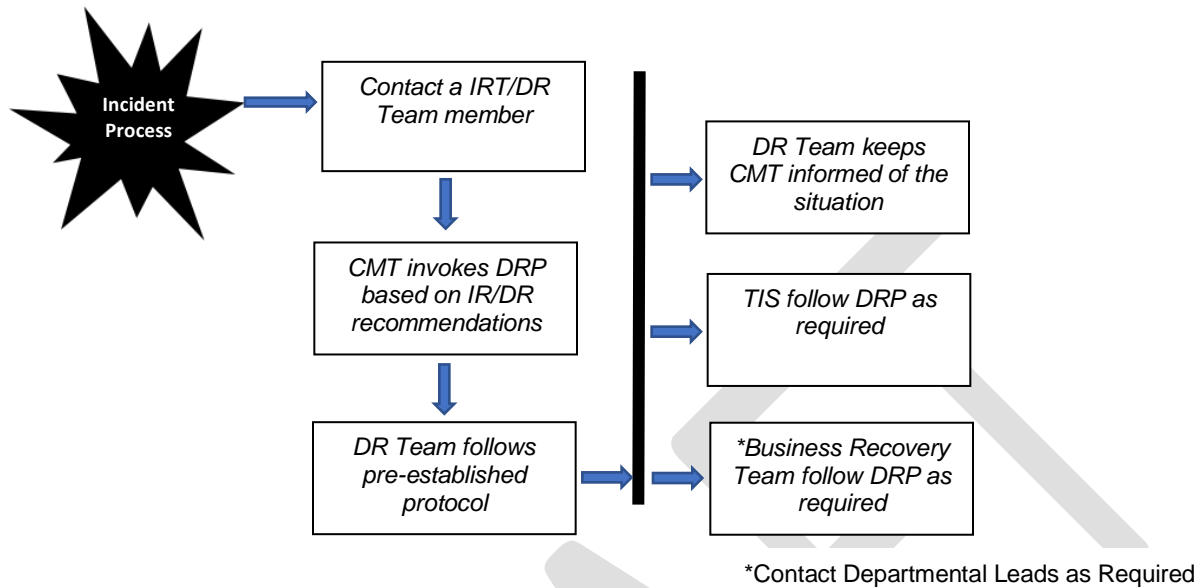 Incident
Process
Contact a IRT/DR
Team member
CMT invokes DRP
based on IR/DR
recommendations
DR Team follows
pre-established
protocol
DR Team keeps
CMT informed of the
situation
TIS follow DRP as
required
*Business Recovery
Team follow DRP as
required
*Contact Departmental Leads as Required